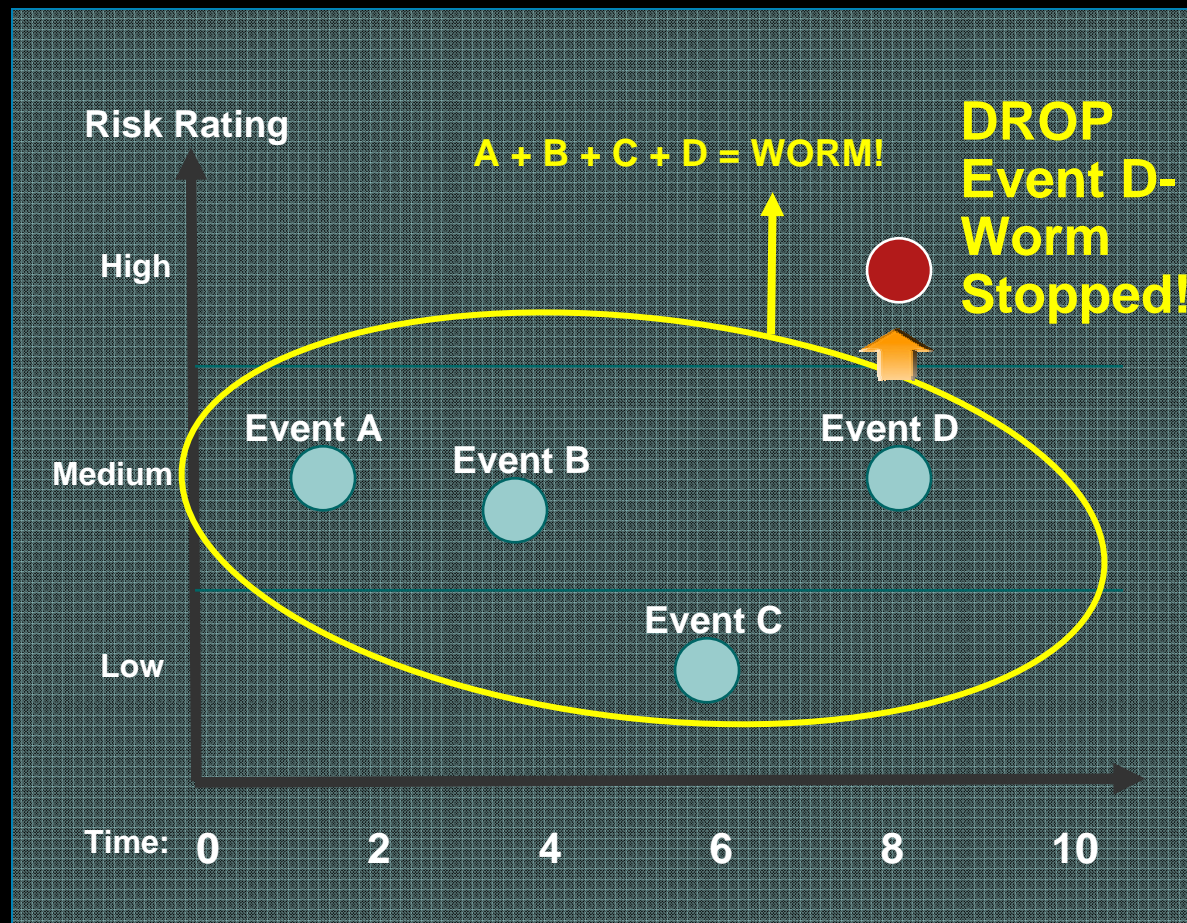 Risk Rating
A + B + C + D = WORM!
DROP
Event D-
Worm
Stopped!
High
Event A
Event B
Event D
Medium
Event C
Low
Time: 0 2 4 6 8 10